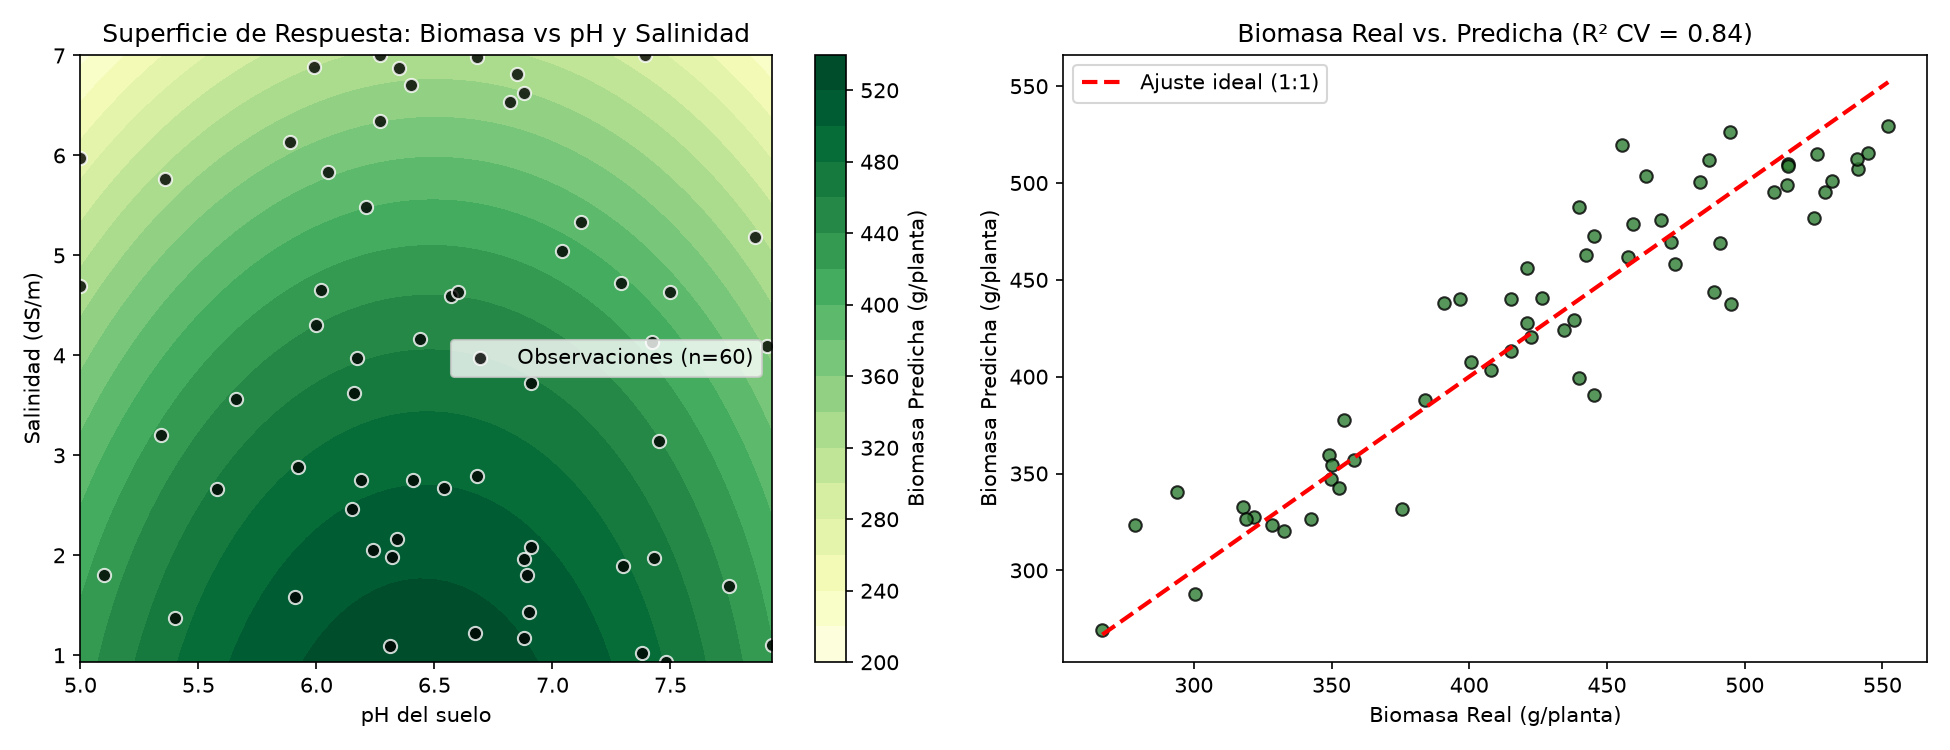 Superficie de Respuesta: Biomasa vs pH y Salinidad
7
6
5
4
3
2
1
Salinidad (dS/m)
Observaciones (n=60)
5.0 5.5 6.0 6.5 7.0 7.5
pH del suelo
520
480
440
400
360
320
280
240
200
Biomasa Predicha (g/planta)
Biomasa Real vs. Predicha (R² CV = 0.84)
Ajuste ideal (1:1)
550
500
450
400
350
300
Biomasa Predicha (g/planta)
300 350 400 450 500 550
Biomasa Real (g/planta)